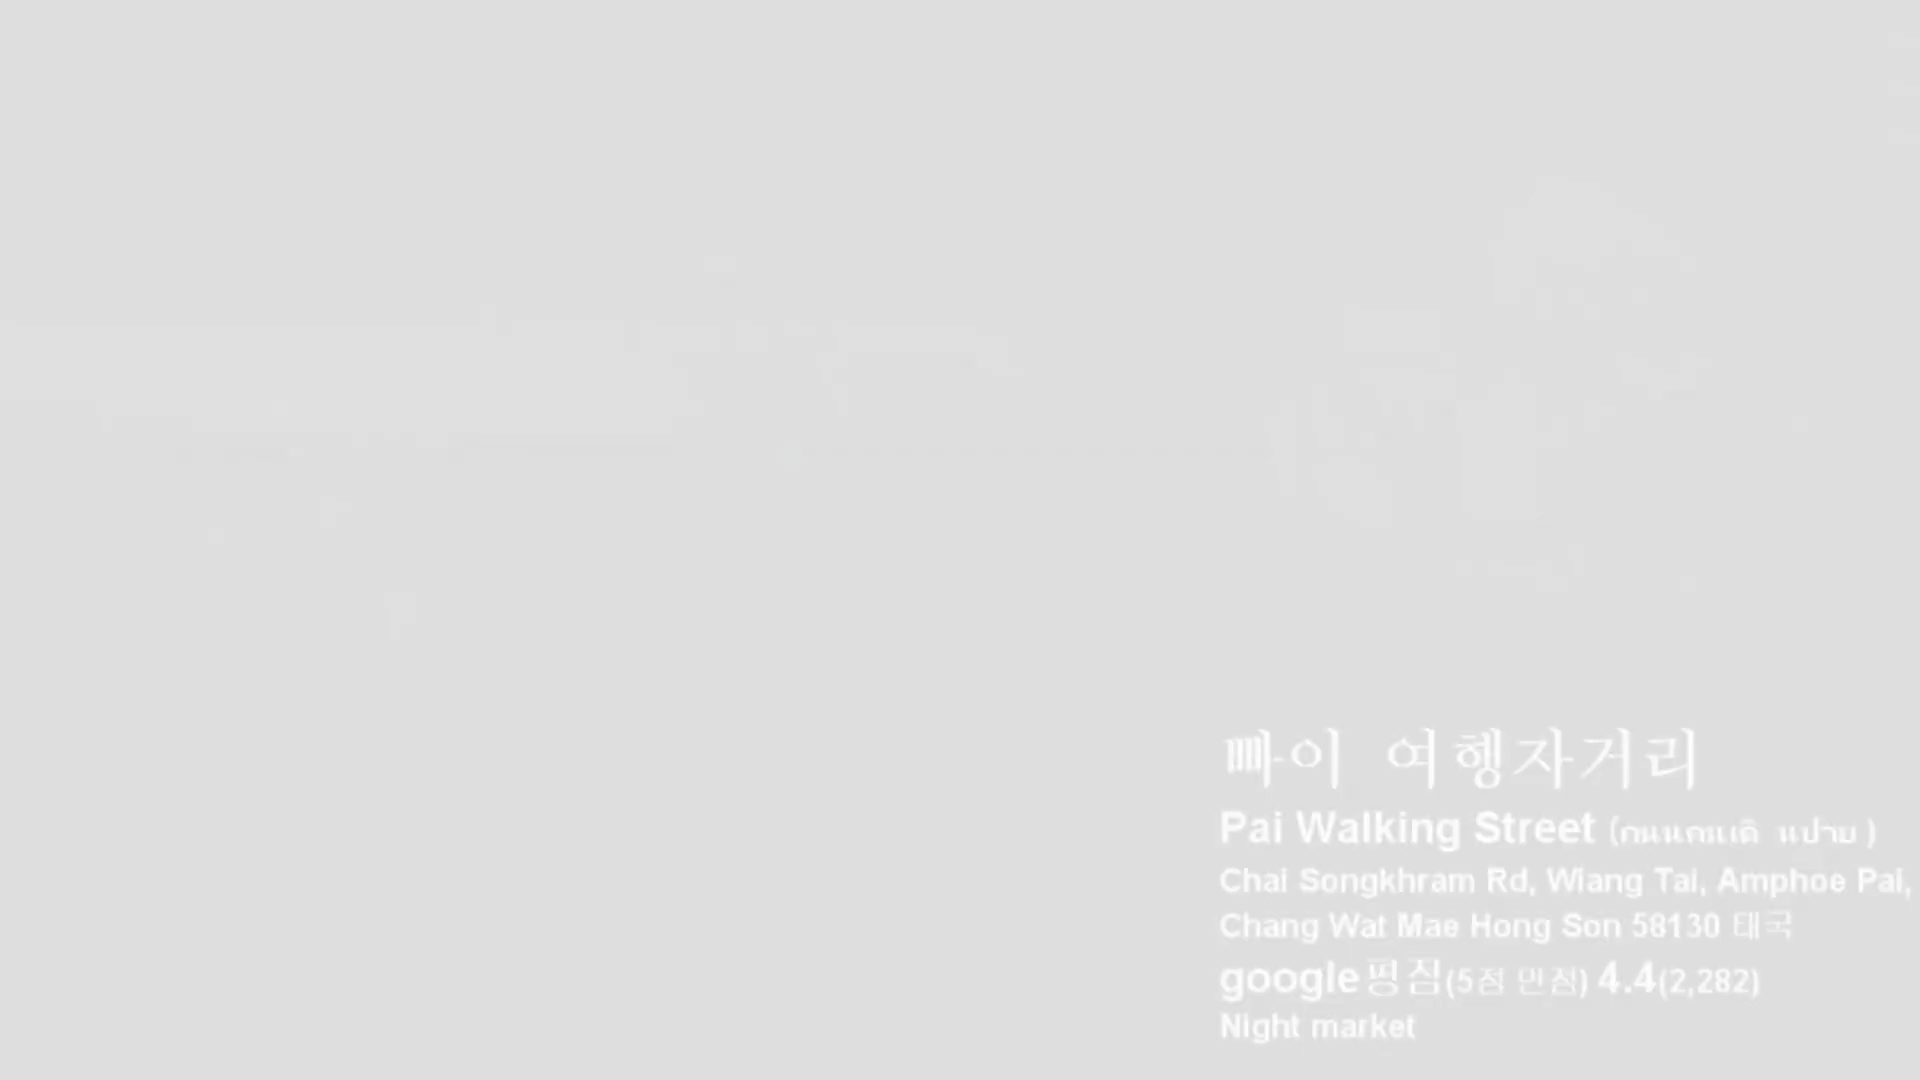 빠이 여행자거리
Pai Walking Street
Chai Songkhram Rd, Wiang Tai, Amphoe Pai,
Chang Wat Mae Hong Son 58130 태국
google평점(5점 만점) 4.4(2,282)
Night market